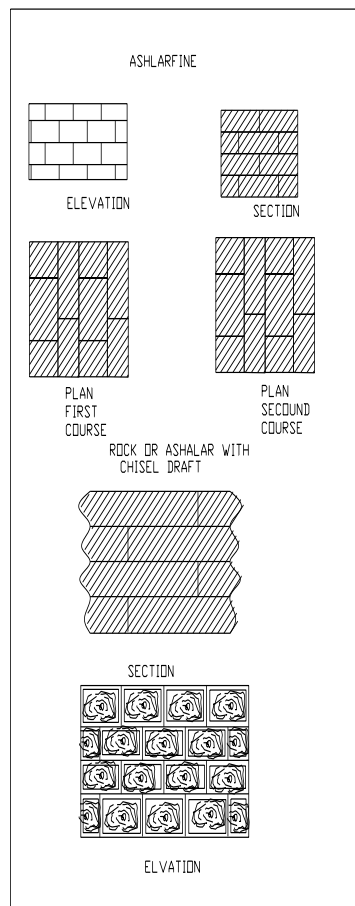 ASHLARFINE
ELEVATION
SECTION
PLAN
FIRST
COURSE
PLAN
SECOUND
COURSE
ROCK OR ASHALAR WITH
CHISEL DRAFT
SECTION
ELVATION